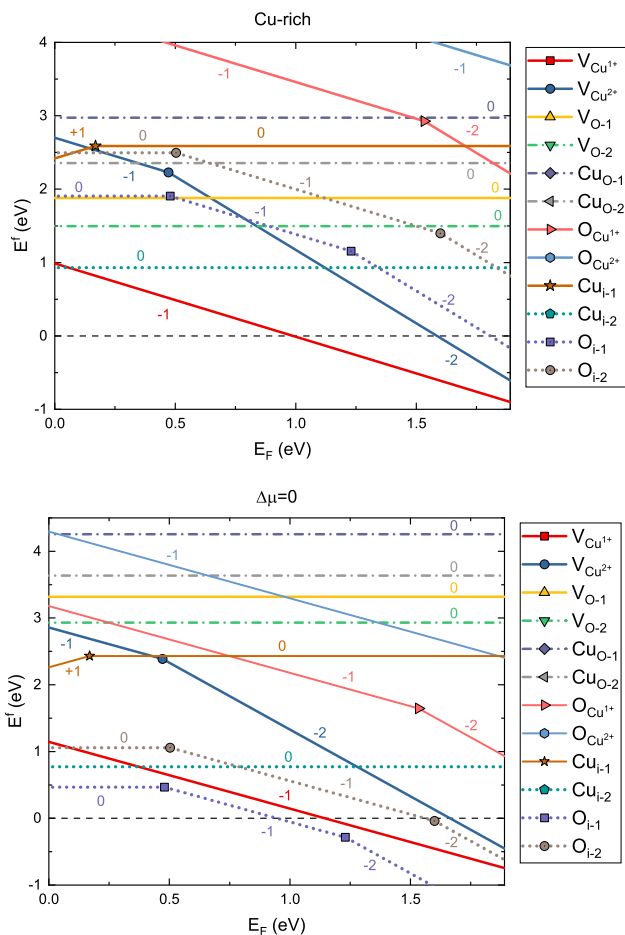 Cu-rich
4
3
2
1
0
-1
E^f (eV)
0.0
0.5
1.0
1.5
E_F (eV)
-1
-1
0
-2
+1
0
0
-1
0
0
0
-1
-2
0
0
-1
-2
-2
V_Cu¹⁺
V_Cu²⁺
V_O-1
V_O-2
Cu_O-1
Cu_O-2
O_Cu¹⁺
O_Cu²⁺
Cu_i-1
Cu_i-2
O_i-1
O_i-2
Δμ=0
4
3
2
1
0
-1
E^f (eV)
0.0
0.5
1.0
1.5
E_F (eV)
0
-1
0
0
0
-1
0
+1
-1
-2
-2
0
0
-1
-1
0
-1
-2
-2
V_Cu¹⁺
V_Cu²⁺
V_O-1
V_O-2
Cu_O-1
Cu_O-2
O_Cu¹⁺
O_Cu²⁺
Cu_i-1
Cu_i-2
O_i-1
O_i-2